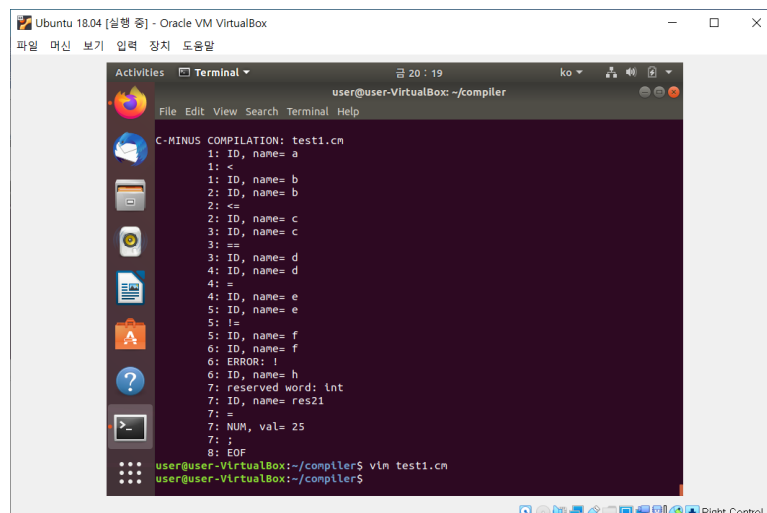 Ubuntu 18.04 [실행 중] - Oracle VM VirtualBox
파일 머신 보기 입력 장치 도움말
Activities Terminal 금 20 : 19 ko
user@user-VirtualBox: ~/compiler
File Edit View Search Terminal Help
C-MINUS COMPILATION: test1.cm
1: ID, name= a
1: <
1: ID, name= b
2: ID, name= b
2: <=
2: ID, name= c
3: ID, name= c
3: ==
3: ID, name= d
4: ID, name= d
4: =
4: ID, name= e
5: ID, name= e
5: !=
5: ID, name= f
6: ID, name= f
6: ERROR: !
6: ID, name= h
7: reserved word: int
7: ID, name= res21
7: =
7: NUM, val= 25
7: ;
8: EOF
user@user-VirtualBox:~/compiler$ vim test1.cm
user@user-VirtualBox:~/compiler$
Right Control